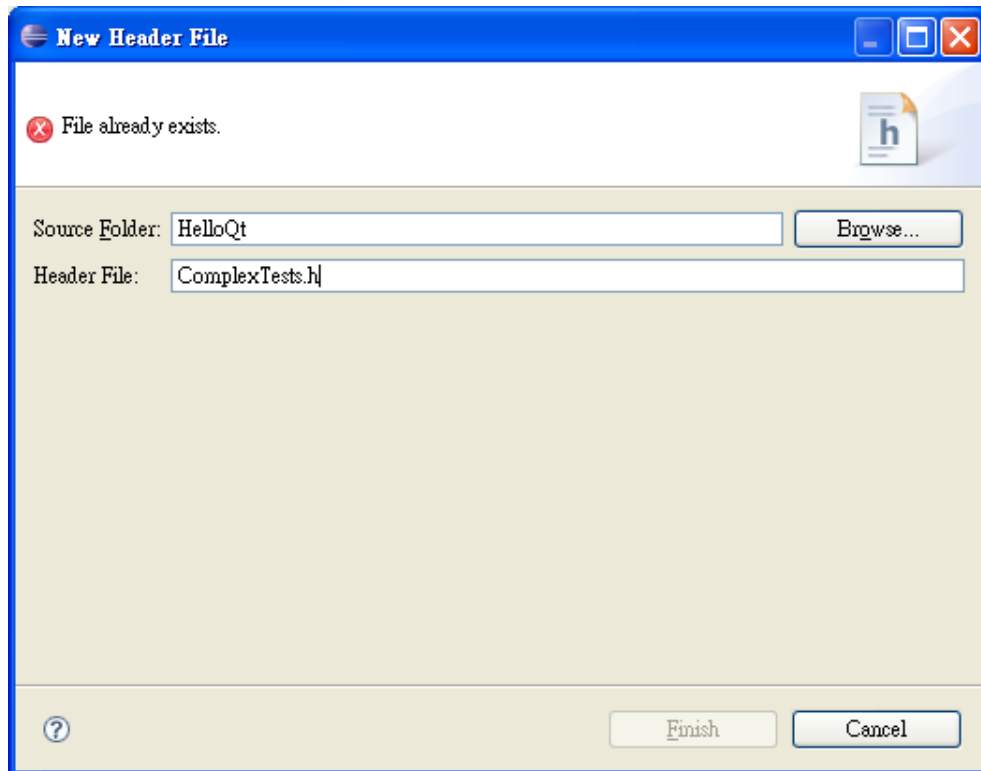 New Header File
File already exists.
h
Source Folder: HelloQt Browse...
Header File: ComplexTests.h
?
Finish Cancel